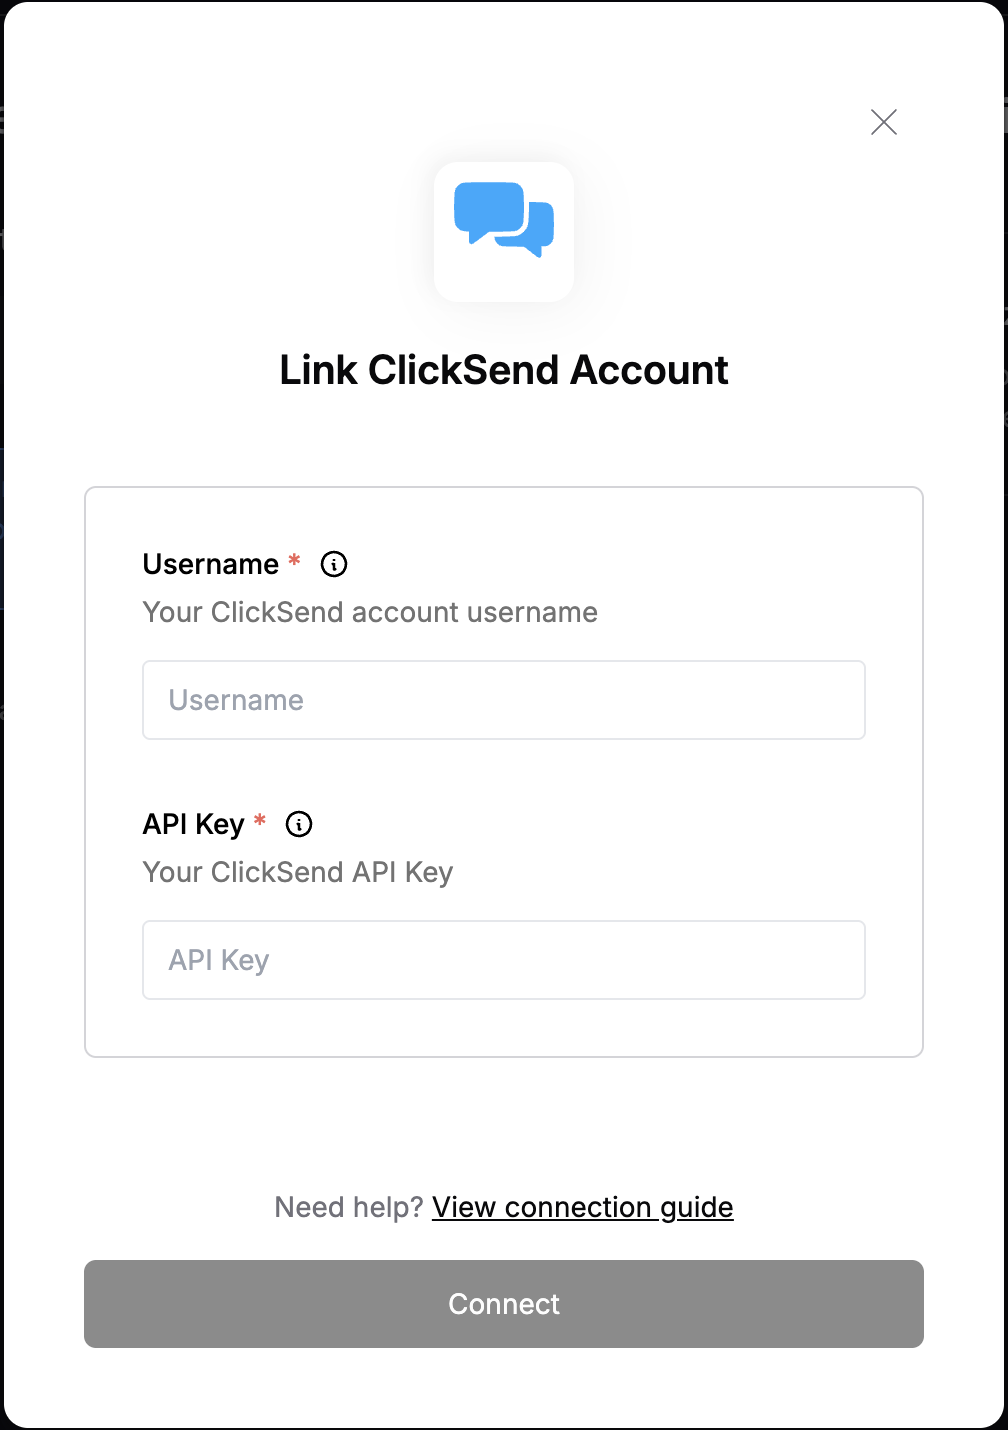 Link ClickSend Account
Username *
Your ClickSend account username
Username
API Key *
Your ClickSend API Key
API Key
Need help? View connection guide
Connect